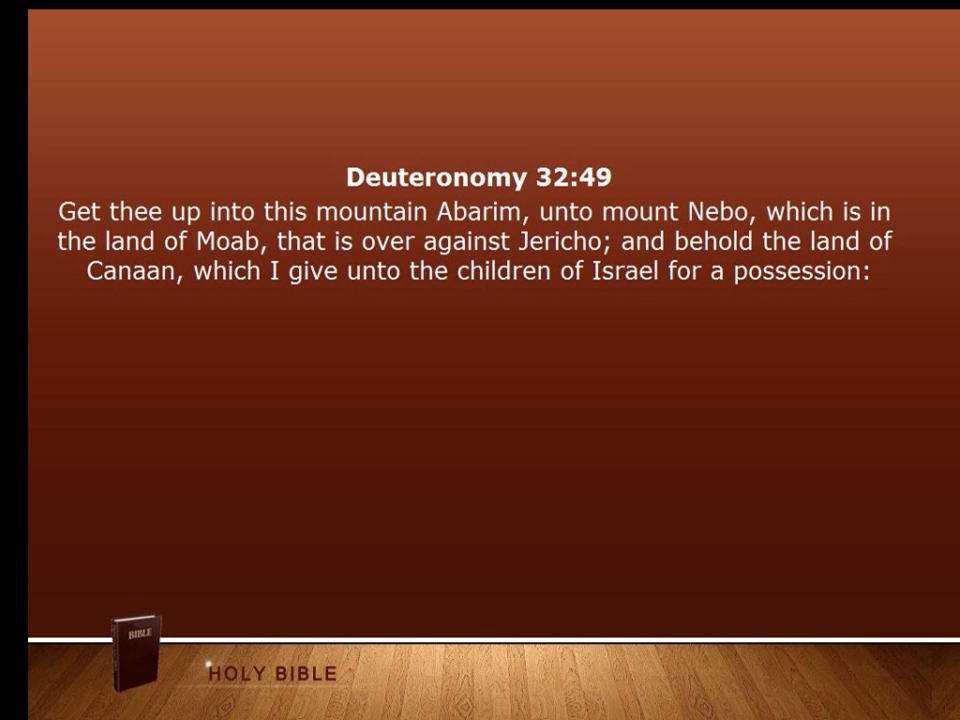 Deuteronomy 32:49
Get thee up into this mountain Abarim, unto mount Nebo, which is in
the land of Moab, that is over against Jericho; and behold the land of
Canaan, which I give unto the children of Israel for a possession:
BIBLE
HOLY BIBLE